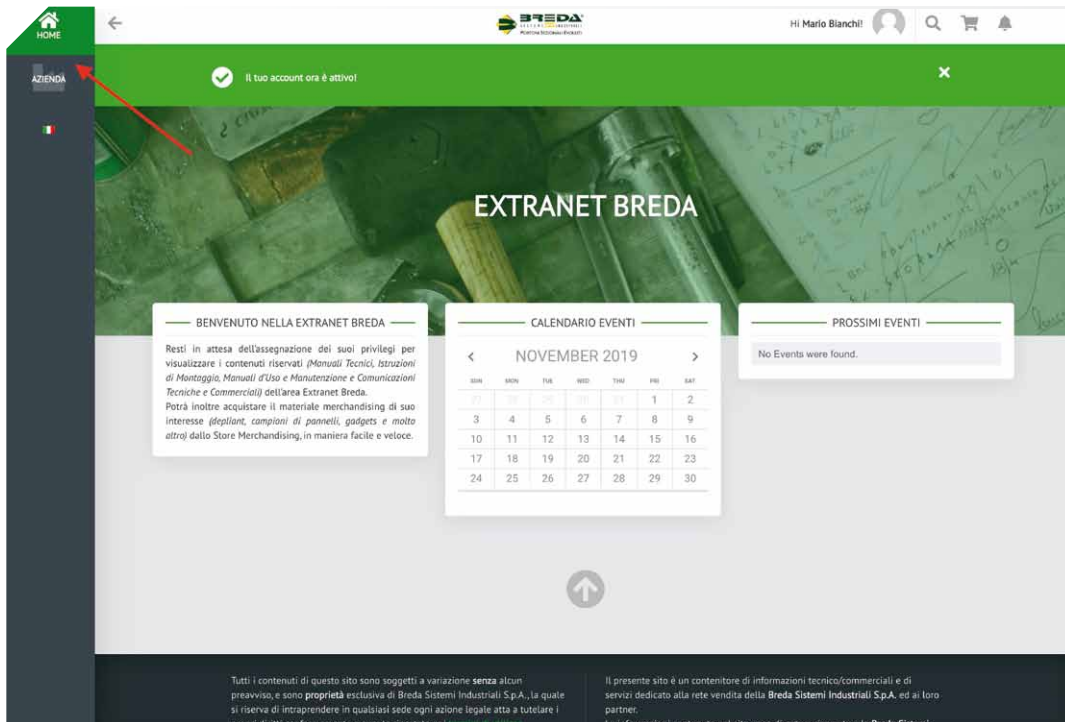 HOME
AZIENDA
BREDA
Hi Mario Bianchi!
Il tuo account ora è attivo!
EXTRANET BREDA
BENVENUTO NELLA EXTRANET BREDA
Resti in attesa dell'assegnazione dei suoi privilegi per
visualizzare i contenuti riservati (Manuali Tecnici, Istruzioni
di Montaggio, Manuali d'Uso e Manutenzione e Comunicazioni
Tecniche e Commerciali) dell'area Extranet Breda.
Potrà inoltre acquistare il materiale merchandising di suo
interesse (depliant, campioni di pannelli, gadgets e molto
altro) dallo Store Merchandising, in maniera facile e veloce.
CALENDARIO EVENTI
NOVEMBER 2019
SUN MON TUE WED THU FRI SAT
27 28 29 30 31 1 2
3 4 5 6 7 8 9
10 11 12 13 14 15 16
17 18 19 20 21 22 23
24 25 26 27 28 29 30
PROSSIMI EVENTI
No Events were found.
Tutti i contenuti di questo sito sono soggetti a variazione senza alcun
preavviso, e sono proprietà esclusiva di Breda Sistemi Industriali S.p.A., la quale
si riserva di intraprendere in qualsiasi sede ogni azione legale atta a tutelare i
Il presente sito è un contenitore di informazioni tecnico/commerciali e di
servizi dedicato alla rete vendita della Breda Sistemi Industriali S.p.A. ed ai loro
partner.